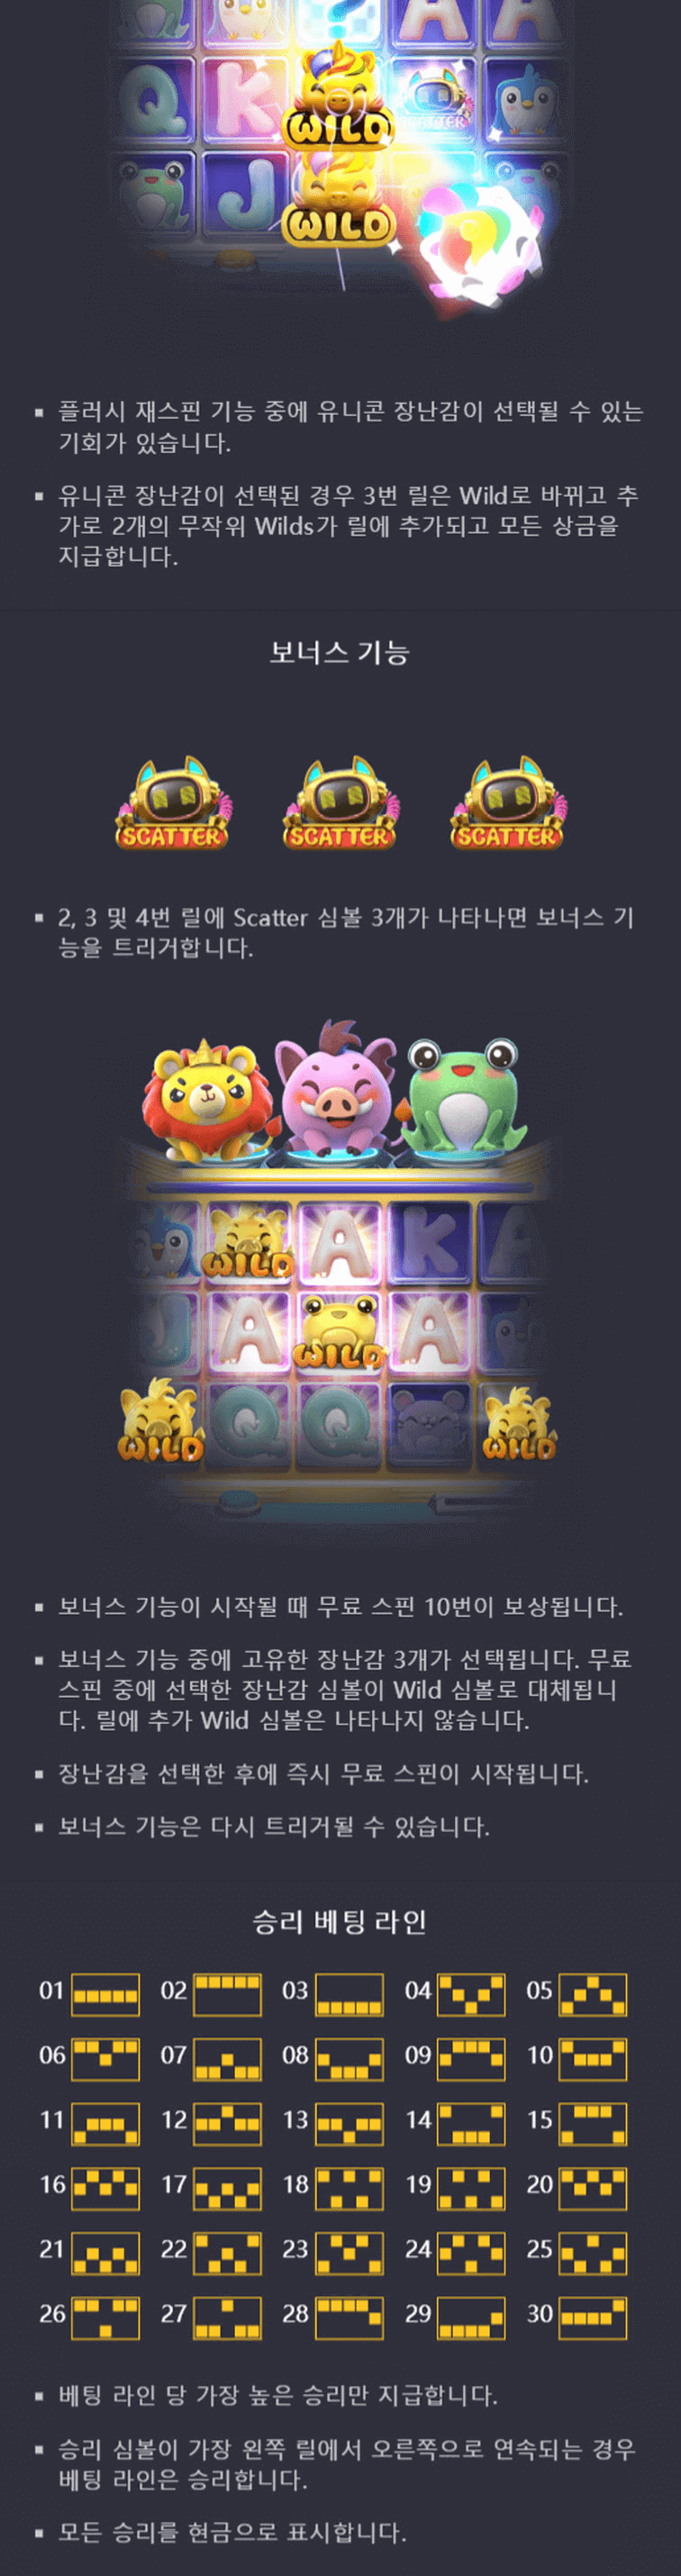 A
A
Q
K
WILD
SCATTER
J
WILD
▪ 플러시 재스핀 기능 중에 유니콘 장난감이 선택될 수 있는
기회가 있습니다.
▪ 유니콘 장난감이 선택된 경우 3번 릴은 Wild로 바뀌고 추
가로 2개의 무작위 Wilds가 릴에 추가되고 모든 상금을
지급합니다.
보너스 기능
SCATTER SCATTER SCATTER
▪ 2, 3 및 4번 릴에 Scatter 심볼 3개가 나타나면 보너스 기
능을 트리거합니다.
WILD A K A
J A WILD A
WILD Q Q WILD
▪ 보너스 기능이 시작될 때 무료 스핀 10번이 보상됩니다.
▪ 보너스 기능 중에 고유한 장난감 3개가 선택됩니다. 무료
스핀 중에 선택한 장난감 심볼이 Wild 심볼로 대체됩니
다. 릴에 추가 Wild 심볼은 나타나지 않습니다.
▪ 장난감을 선택한 후에 즉시 무료 스핀이 시작됩니다.
▪ 보너스 기능은 다시 트리거될 수 있습니다.
승리 베팅 라인
01 02 03 04 05
06 07 08 09 10
11 12 13 14 15
16 17 18 19 20
21 22 23 24 25
26 27 28 29 30
▪ 베팅 라인 당 가장 높은 승리만 지급합니다.
▪ 승리 심볼이 가장 왼쪽 릴에서 오른쪽으로 연속되는 경우
베팅 라인은 승리합니다.
▪ 모든 승리를 현금으로 표시합니다.